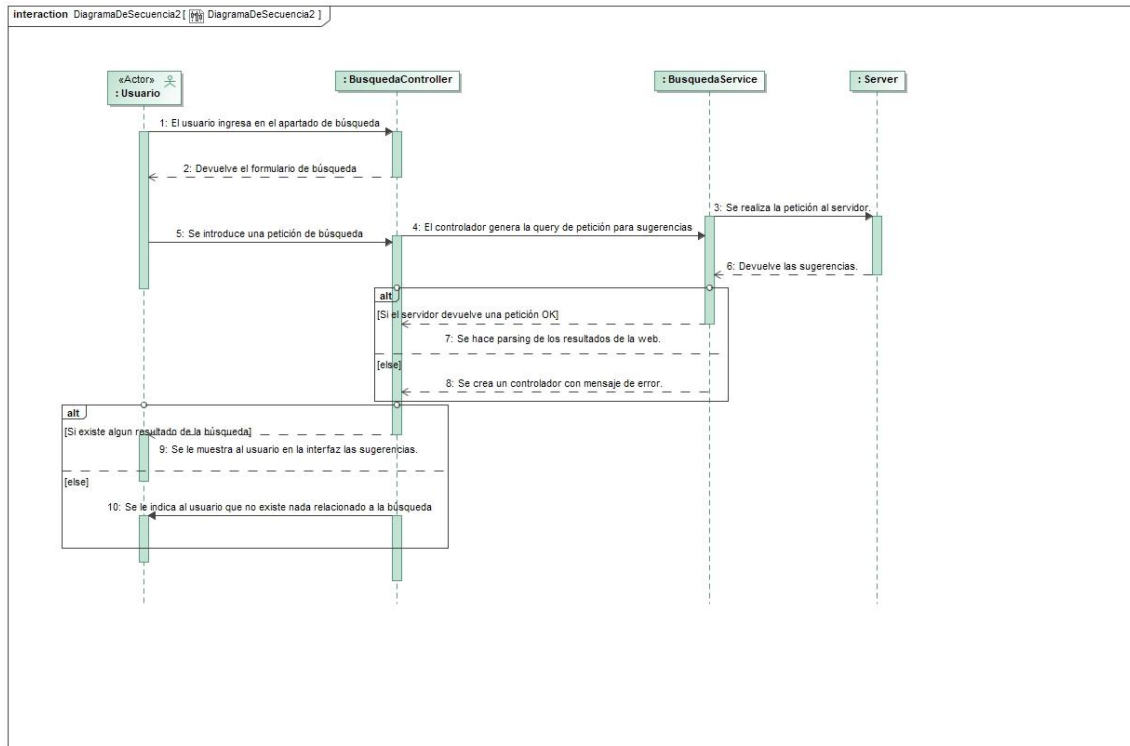 interaction DiagramaDeSecuencia2 [ DiagramaDeSecuencia2 ]
«Actor»
: Usuario
: BusquedaController
: BusquedaService
: Server
1: El usuario ingresa en el apartado de búsqueda
2: Devuelve el formulario de búsqueda
3: Se realiza la petición al servidor.
4: El controlador genera la query de petición para sugerencias
5: Se introduce una petición de búsqueda
6: Devuelve las sugerencias.
alt
[Si el servidor devuelve una petición OK]
7: Se hace parsing de los resultados de la web.
[else]
8: Se crea un controlador con mensaje de error.
alt
[Si existe algun resultado de la búsqueda]
9: Se le muestra al usuario en la interfaz las sugerencias.
[else]
10: Se le indica al usuario que no existe nada relacionado a la búsqueda